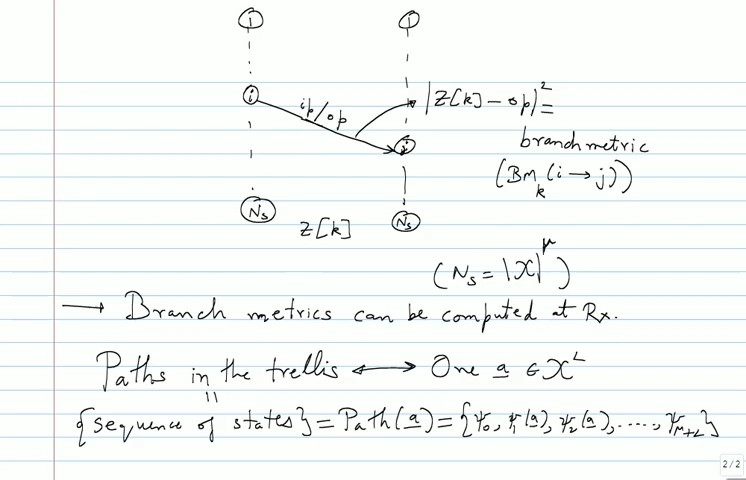 1 1
i ip/op |Z[k] - op|² =
j branch metric
(BM_k (i → j))
N_s Z[k] N_s
(N_s = |X|^μ)
→ Branch metrics can be computed at Rx.
Paths in the trellis ↔ One a ∈ X^L
{sequence of states} = Path(a) = {ψ_0, ψ_1(a), ψ_2(a), ....., ψ_{μ+L}}
2/2